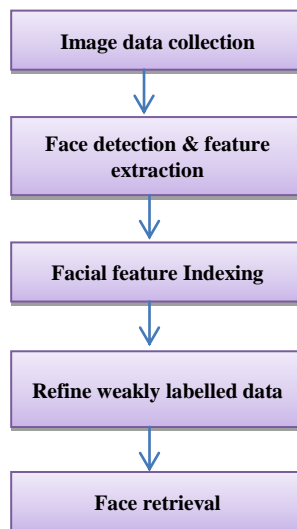 Image data collection
Face detection & feature
extraction
Facial feature Indexing
Refine weakly labelled data
Face retrieval